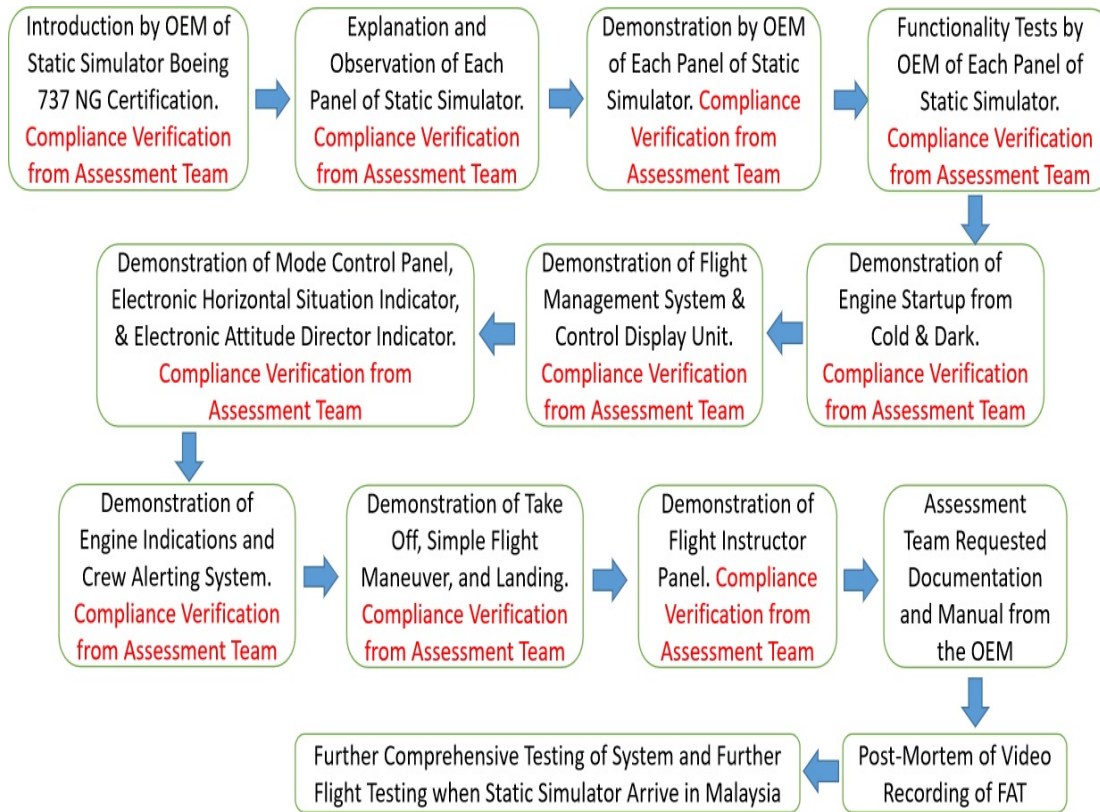 Introduction by OEM of
Static Simulator Boeing
737 NG Certification.
Compliance Verification
from Assessment Team
Explanation and
Observation of Each
Panel of Static Simulator.
Compliance Verification
from Assessment Team
Demonstration by OEM
of Each Panel of Static
Simulator. Compliance
Verification from
Assessment Team
Functionality Tests by
OEM of Each Panel of
Static Simulator.
Compliance Verification
from Assessment Team
Demonstration of
Engine Startup from
Cold & Dark.
Compliance Verification
from Assessment Team
Demonstration of Flight
Management System &
Control Display Unit.
Compliance Verification
from Assessment Team
Demonstration of Mode Control Panel,
Electronic Horizontal Situation Indicator,
& Electronic Attitude Director Indicator.
Compliance Verification from
Assessment Team
Demonstration of
Engine Indications and
Crew Alerting System.
Compliance Verification
from Assessment Team
Demonstration of Take
Off, Simple Flight
Maneuver, and Landing.
Compliance Verification
from Assessment Team
Demonstration of
Flight Instructor
Panel. Compliance
Verification from
Assessment Team
Assessment
Team Requested
Documentation
and Manual from
the OEM
Post-Mortem of Video
Recording of FAT
Further Comprehensive Testing of System and Further
Flight Testing when Static Simulator Arrive in Malaysia